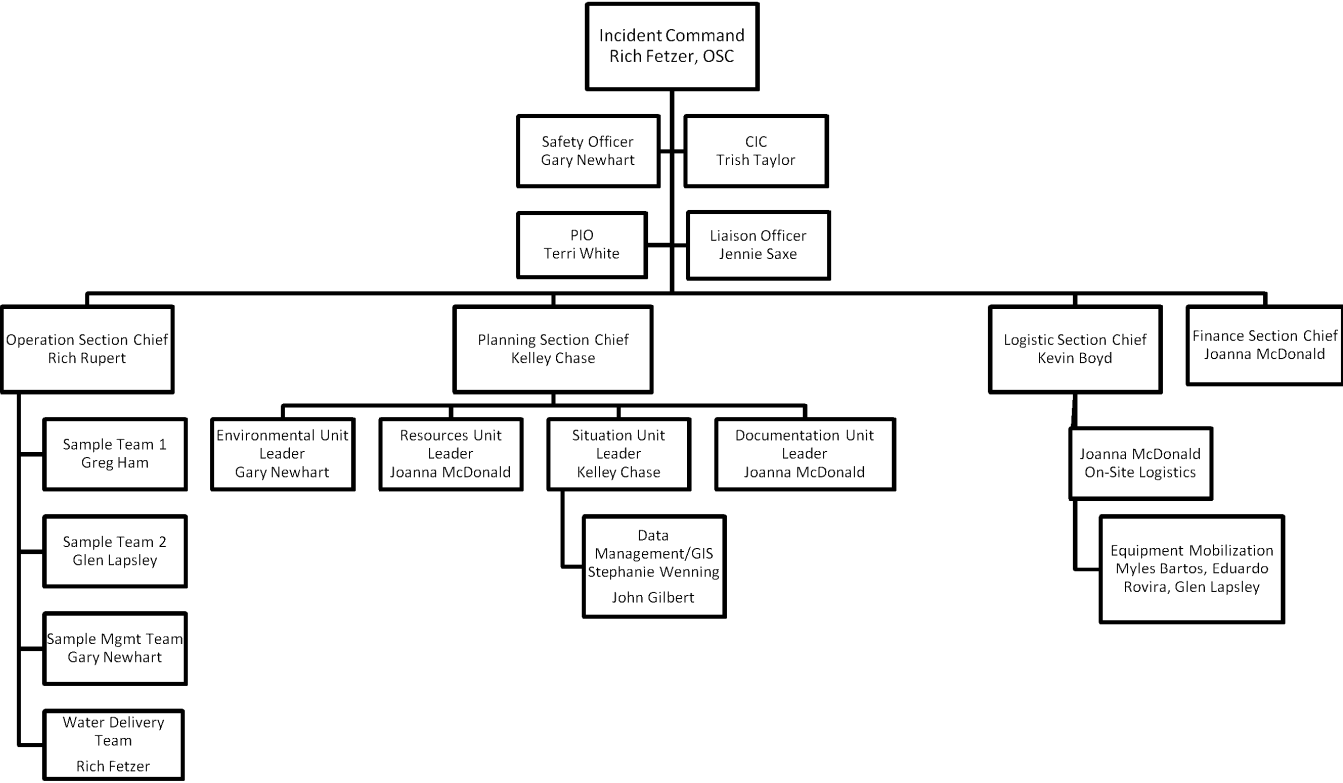 Incident Command
Rich Fetzer, OSC
Safety Officer
Gary Newhart
CIC
Trish Taylor
PIO
Terri White
Liaison Officer
Jennie Saxe
Operation Section Chief
Rich Rupert
Planning Section Chief
Kelley Chase
Logistic Section Chief
Kevin Boyd
Finance Section Chief
Joanna McDonald
Sample Team 1
Greg Ham
Sample Team 2
Glen Lapsley
Sample Mgmt Team
Gary Newhart
Water Delivery
Team
Rich Fetzer
Environmental Unit
Leader
Gary Newhart
Resources Unit
Leader
Joanna McDonald
Situation Unit
Leader
Kelley Chase
Documentation Unit
Leader
Joanna McDonald
Data
Management/GIS
Stephanie Wenning
John Gilbert
Joanna McDonald
On-Site Logistics
Equipment Mobilization
Myles Bartos, Eduardo
Rovira, Glen Lapsley